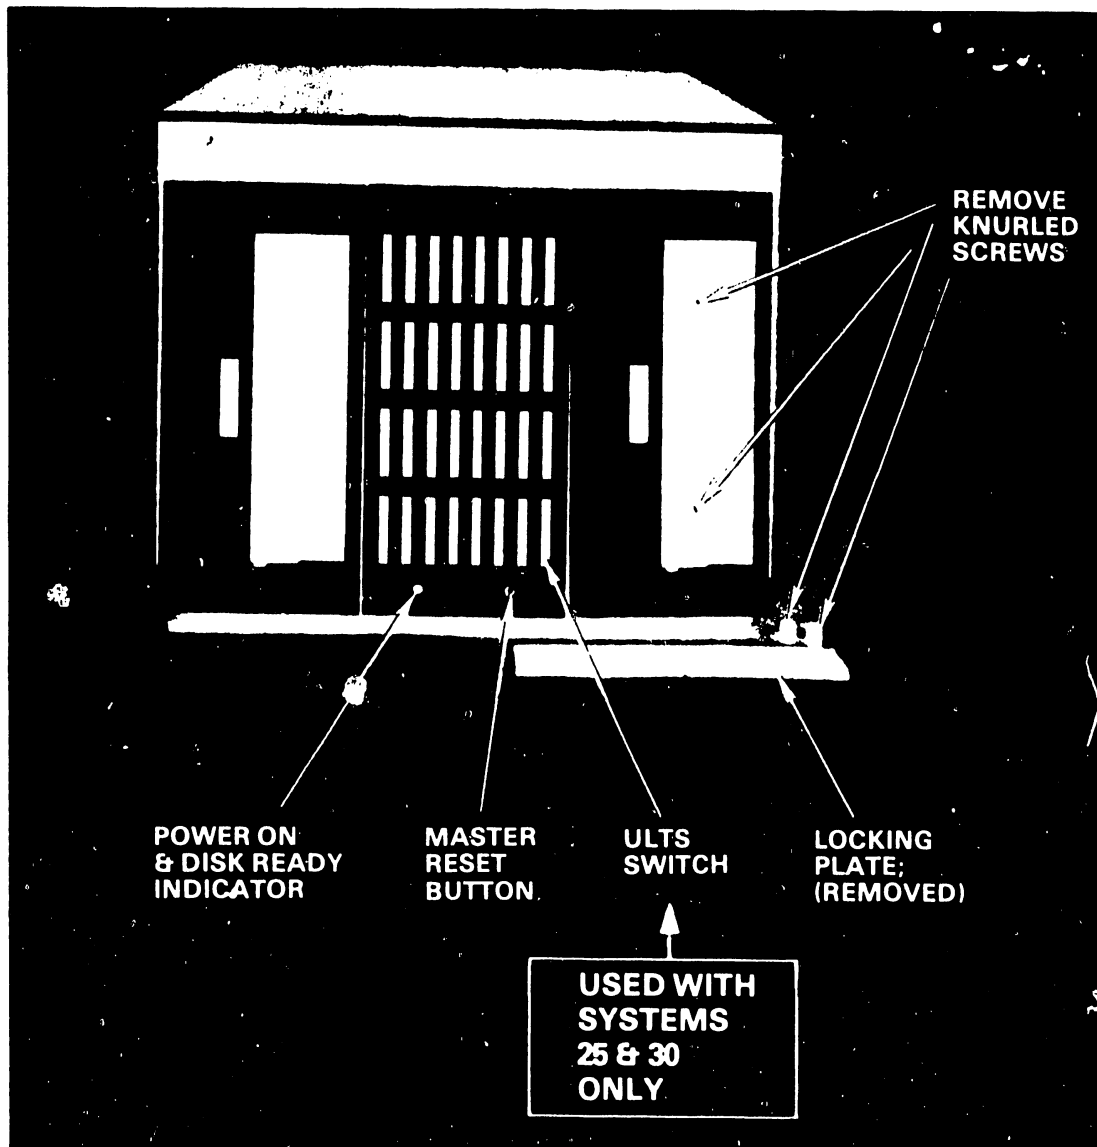 REMOVE
KNURLED
SCREWS
POWER ON
& DISK READY
INDICATOR
MASTER
RESET
BUTTON
ULTS
SWITCH
LOCKING
PLATE;
(REMOVED)
USED WITH
SYSTEMS
25 & 30
ONLY